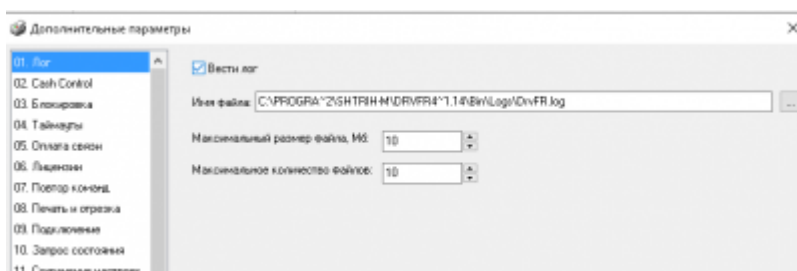 Дополнительные параметры
01. Лог
02. Cash Control
03. Блокировка
04. Таймауты
05. Оплата связи
06. Лицензии
07. Повтор команд
08. Печать и отрезка
09. Подключение
10. Запрос состояния
Вести лог
Имя файла: C:\PROGRA~2\SHTRIH-M\DRVFR4~1.14\Bin\Logs\DrvFR.log
...
Максимальный размер файла, Мб: 10
Максимальное количество файлов: 10